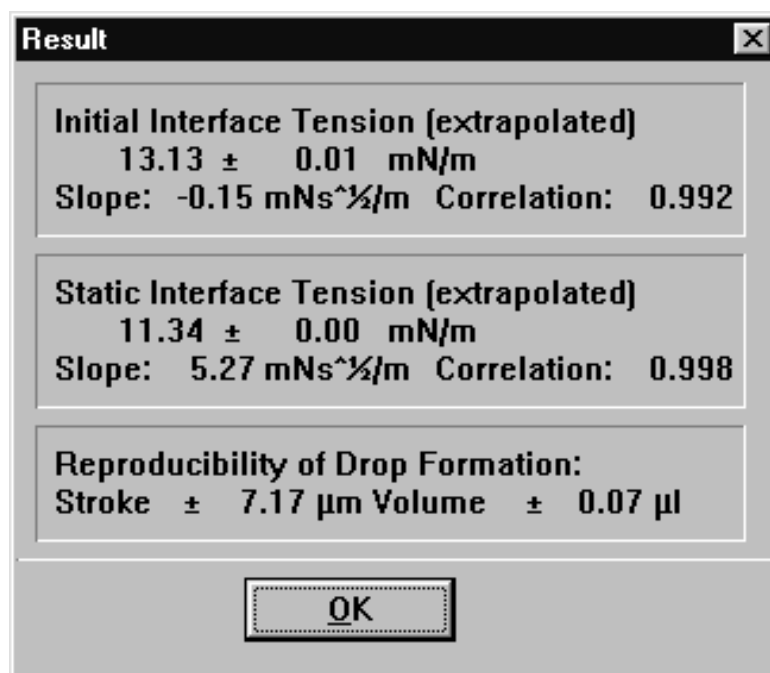 Result
Initial Interface Tension (extrapolated)
13.13 ± 0.01 mN/m
Slope: -0.15 mNs^½/m Correlation: 0.992
Static Interface Tension (extrapolated)
11.34 ± 0.00 mN/m
Slope: 5.27 mNs^½/m Correlation: 0.998
Reproducibility of Drop Formation:
Stroke ± 7.17 µm Volume ± 0.07 µl
OK